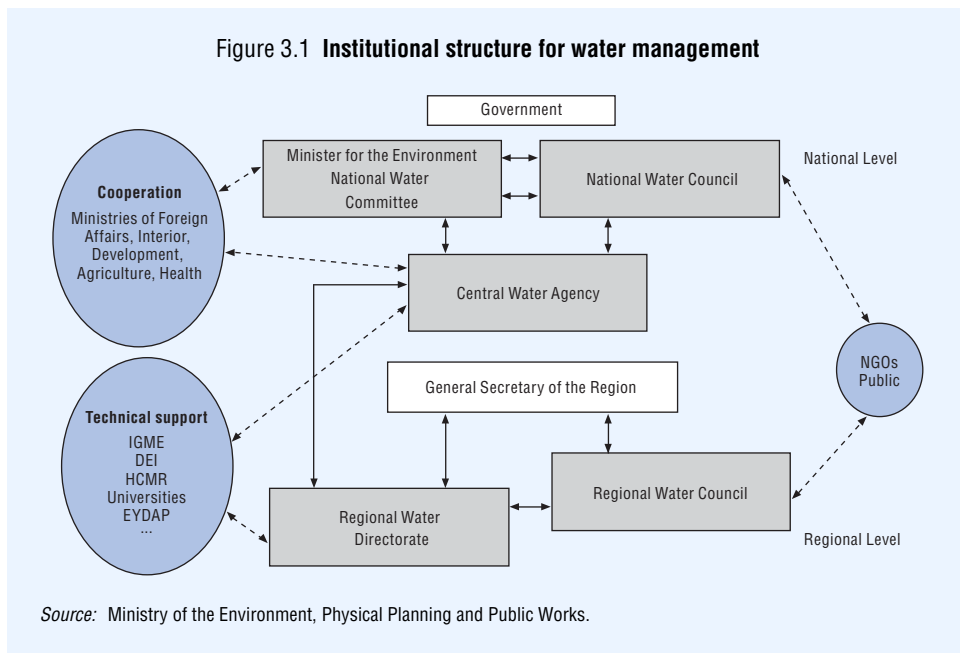 Figure 3.1 Institutional structure for water management
Government
Minister for the Environment
National Water
Committee
National Water Council
National Level
Cooperation
Ministries of Foreign
Affairs, Interior,
Development,
Agriculture, Health
Central Water Agency
NGOs
Public
General Secretary of the Region
Technical support
IGME
DEI
HCMR
Universities
EYDAP
...
Regional Water
Directorate
Regional Water Council
Regional Level
Source: Ministry of the Environment, Physical Planning and Public Works.